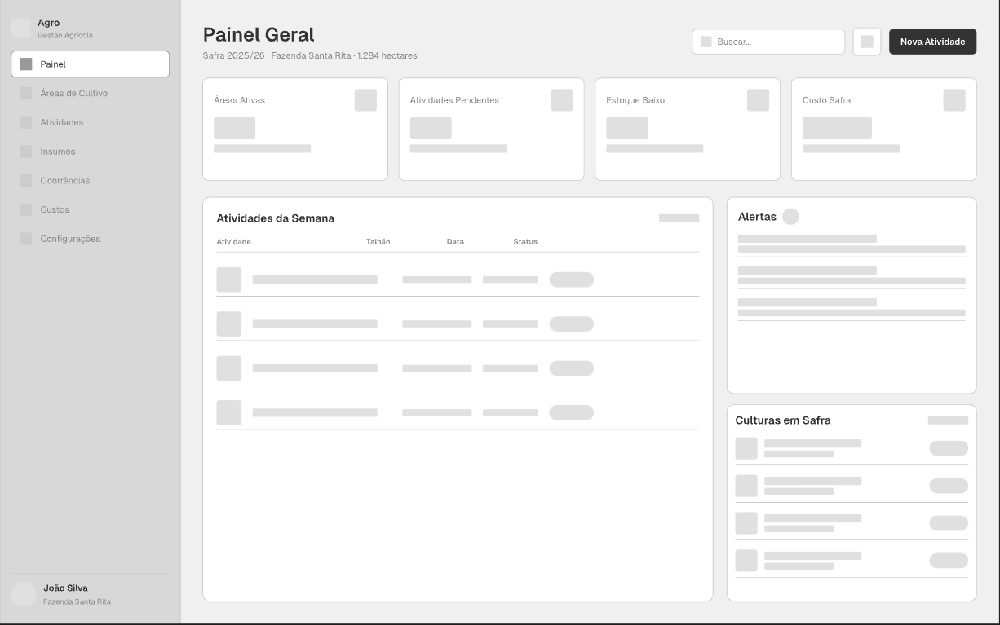 Agro
Gestão Agrícola
Painel
Áreas de Cultivo
Atividades
Insumos
Ocorrências
Custos
Configurações
João Silva
Fazenda Santa Rita
Painel Geral
Safra 2025/26 · Fazenda Santa Rita · 1.284 hectares
Buscar...
Nova Atividade
Áreas Ativas
Atividades Pendentes
Estoque Baixo
Custo Safra
Atividades da Semana
Atividade Talhão Data Status
Alertas
Culturas em Safra